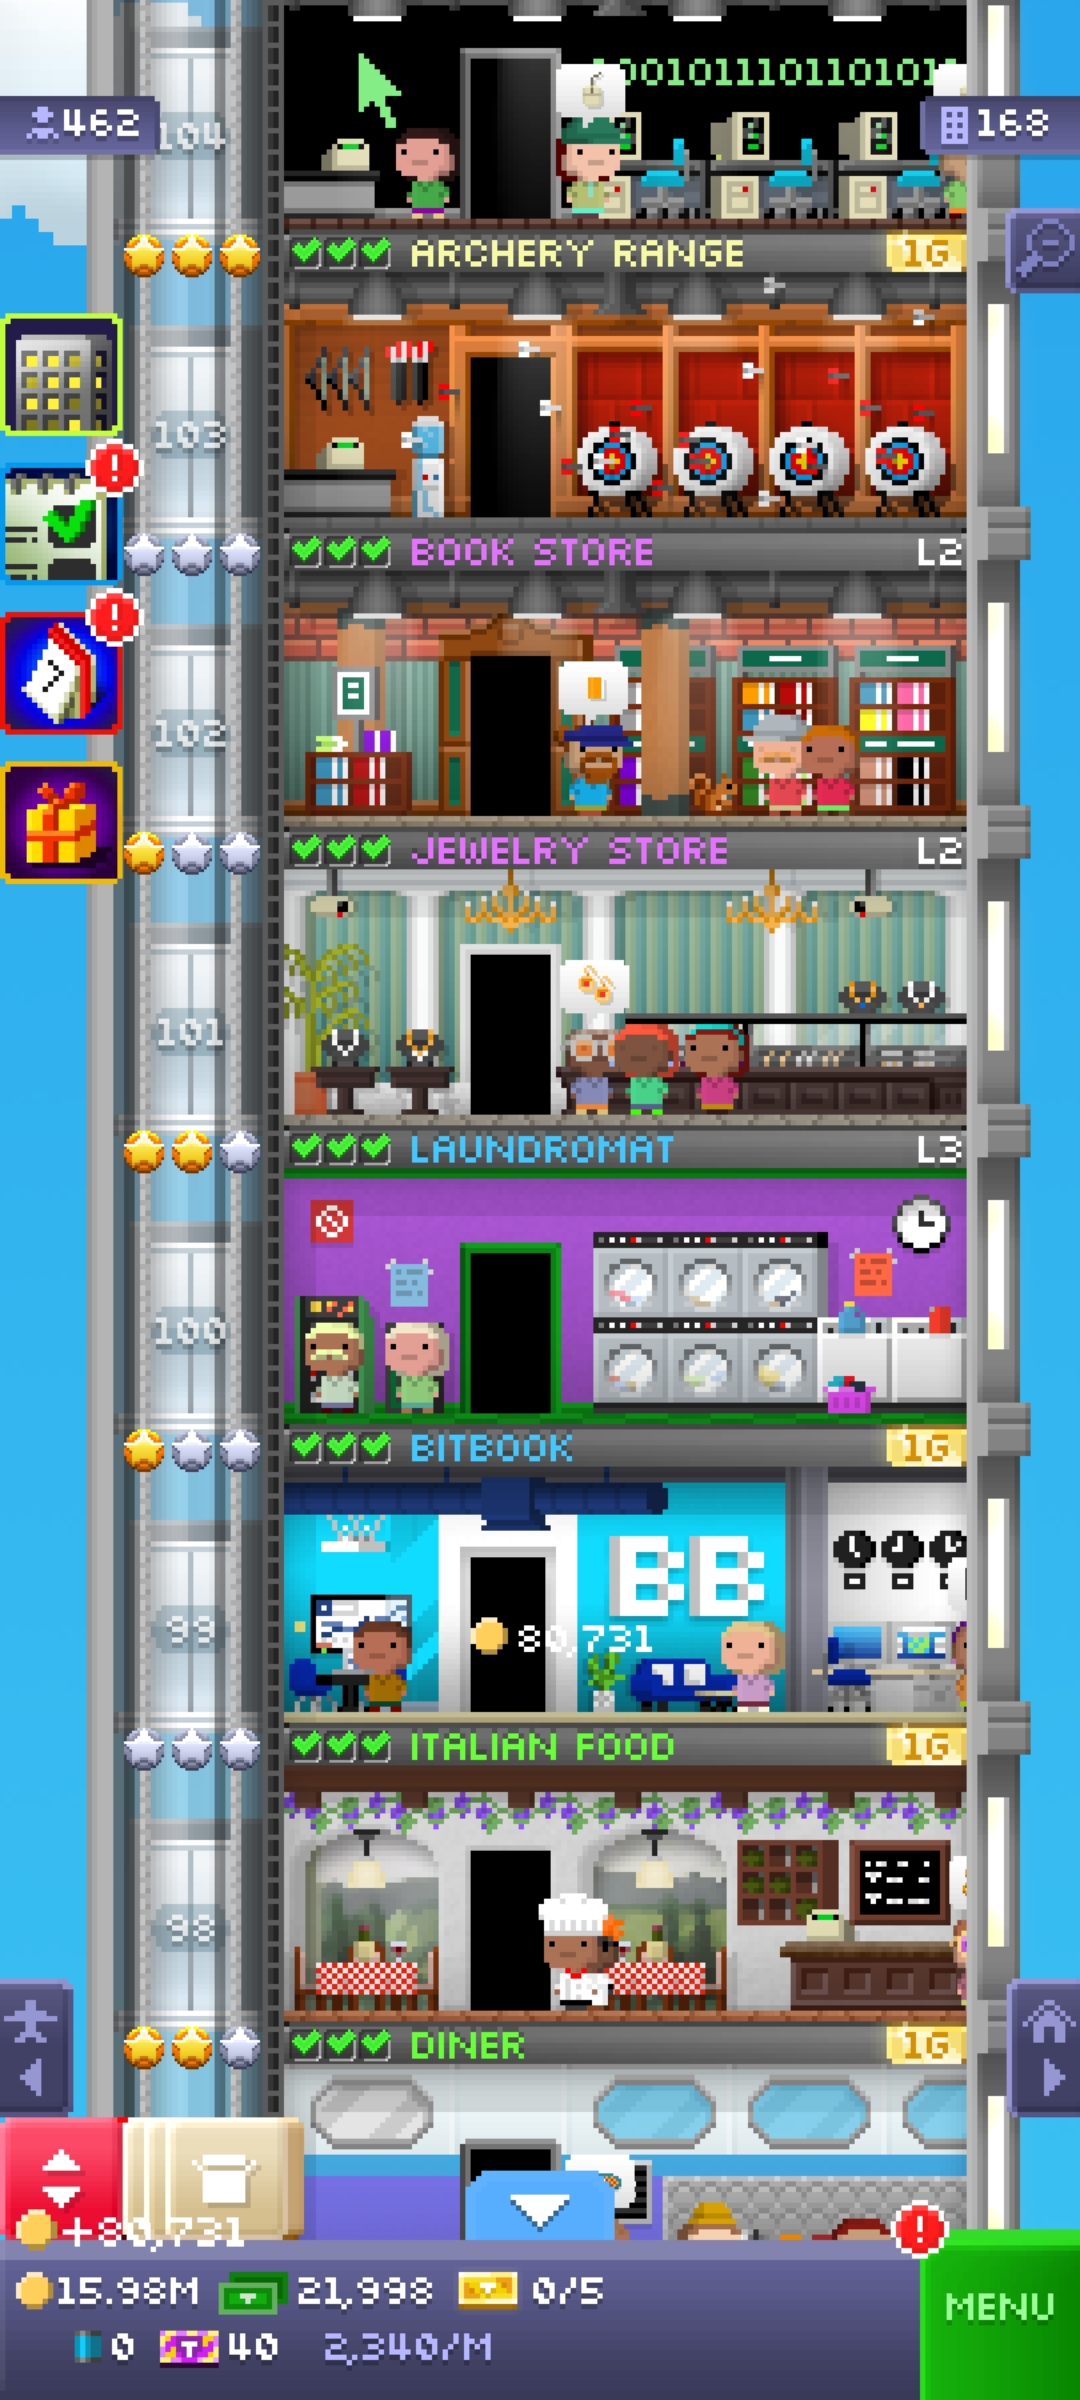 0010111011010101
104
462
168
ARCHERY RANGE
1G
103
BOOK STORE
L2
102
JEWELRY STORE
L2
101
LAUNDROMAT
L3
100
BITBOOK
1G
BB
99
80,731
ITALIAN FOOD
1G
98
DINER
1G
+80,731
15.98M
21,998
0/5
MENU
0
T
40
2,340/M